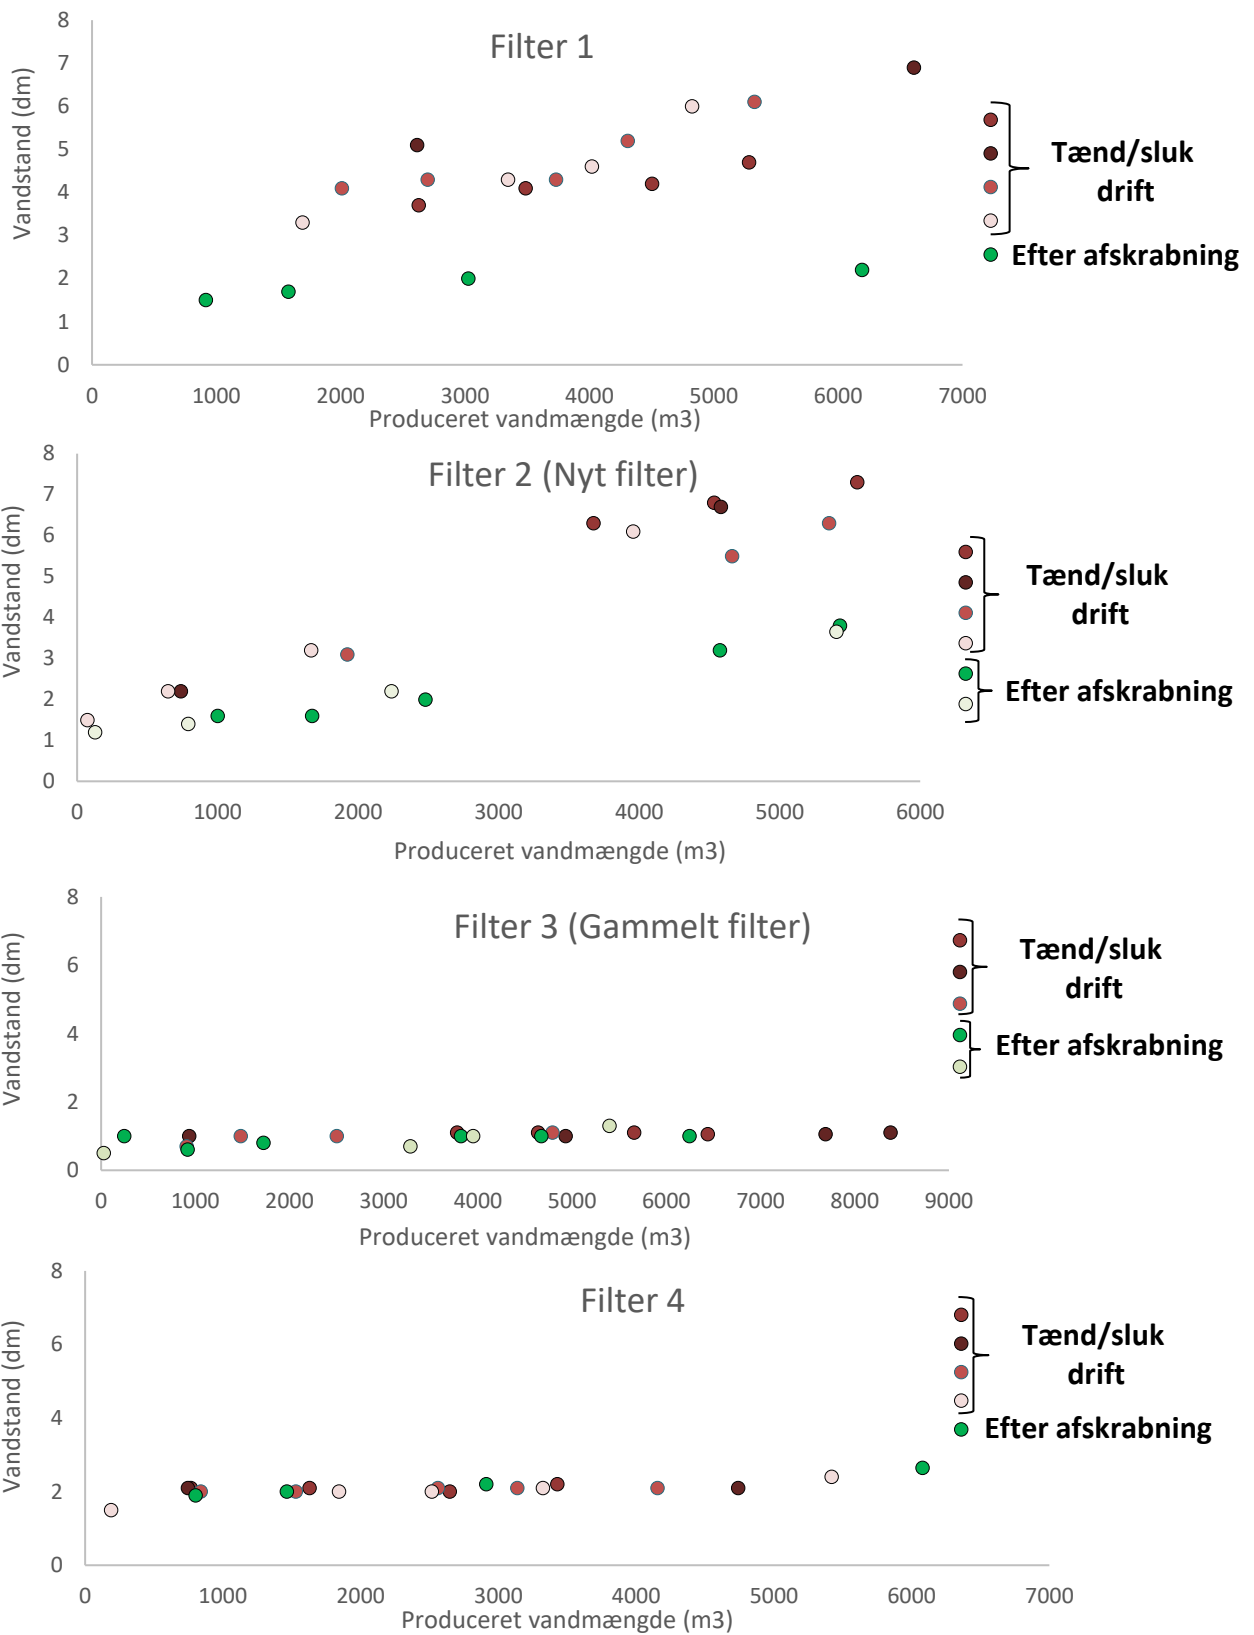 Filter 1
Vandstand (dm)
8
7
6
5
4
3
2
1
0
0 1000 2000 3000 4000 5000 6000 7000
Produceret vandmængde (m3)
Tænd/sluk
drift
Efter afskrabning
Filter 2 (Nyt filter)
Vandstand (dm)
8
7
6
5
4
3
2
1
0
0 1000 2000 3000 4000 5000 6000
Produceret vandmængde (m3)
Tænd/sluk
drift
Efter afskrabning
Filter 3 (Gammelt filter)
Vandstand (dm)
8
6
4
2
0
0 1000 2000 3000 4000 5000 6000 7000 8000 9000
Produceret vandmængde (m3)
Tænd/sluk
drift
Efter afskrabning
Filter 4
Vandstand (dm)
8
6
4
2
0
0 1000 2000 3000 4000 5000 6000 7000
Produceret vandmængde (m3)
Tænd/sluk
drift
Efter afskrabning